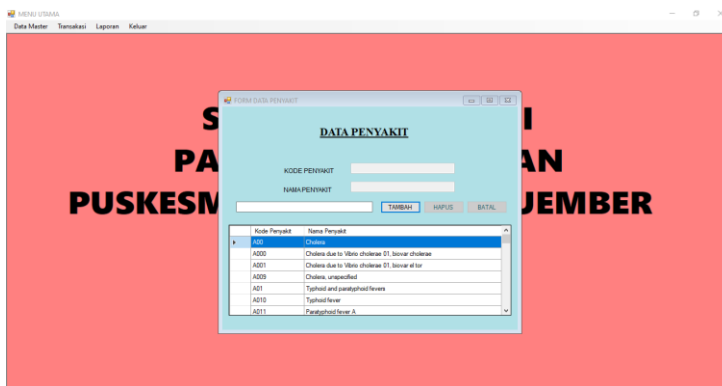 MENU UTAMA
Data Master Transakasi Laporan Keluar
FORM DATA PENYAKIT
DATA PENYAKIT
KODE PENYAKIT
NAMA PENYAKIT
TAMBAH HAPUS BATAL
Kode Penyakit Nama Penyakit
A00 Cholera
A000 Cholera due to Vibrio cholerae 01, biovar cholerae
A001 Cholera due to Vibrio cholerae 01, biovar el tor
A009 Cholera, unspecified
A01 Typhoid and paratyphoid fevers
A010 Typhoid fever
A011 Paratyphoid fever A
S I
PA AN
PUSKESM JEMBER